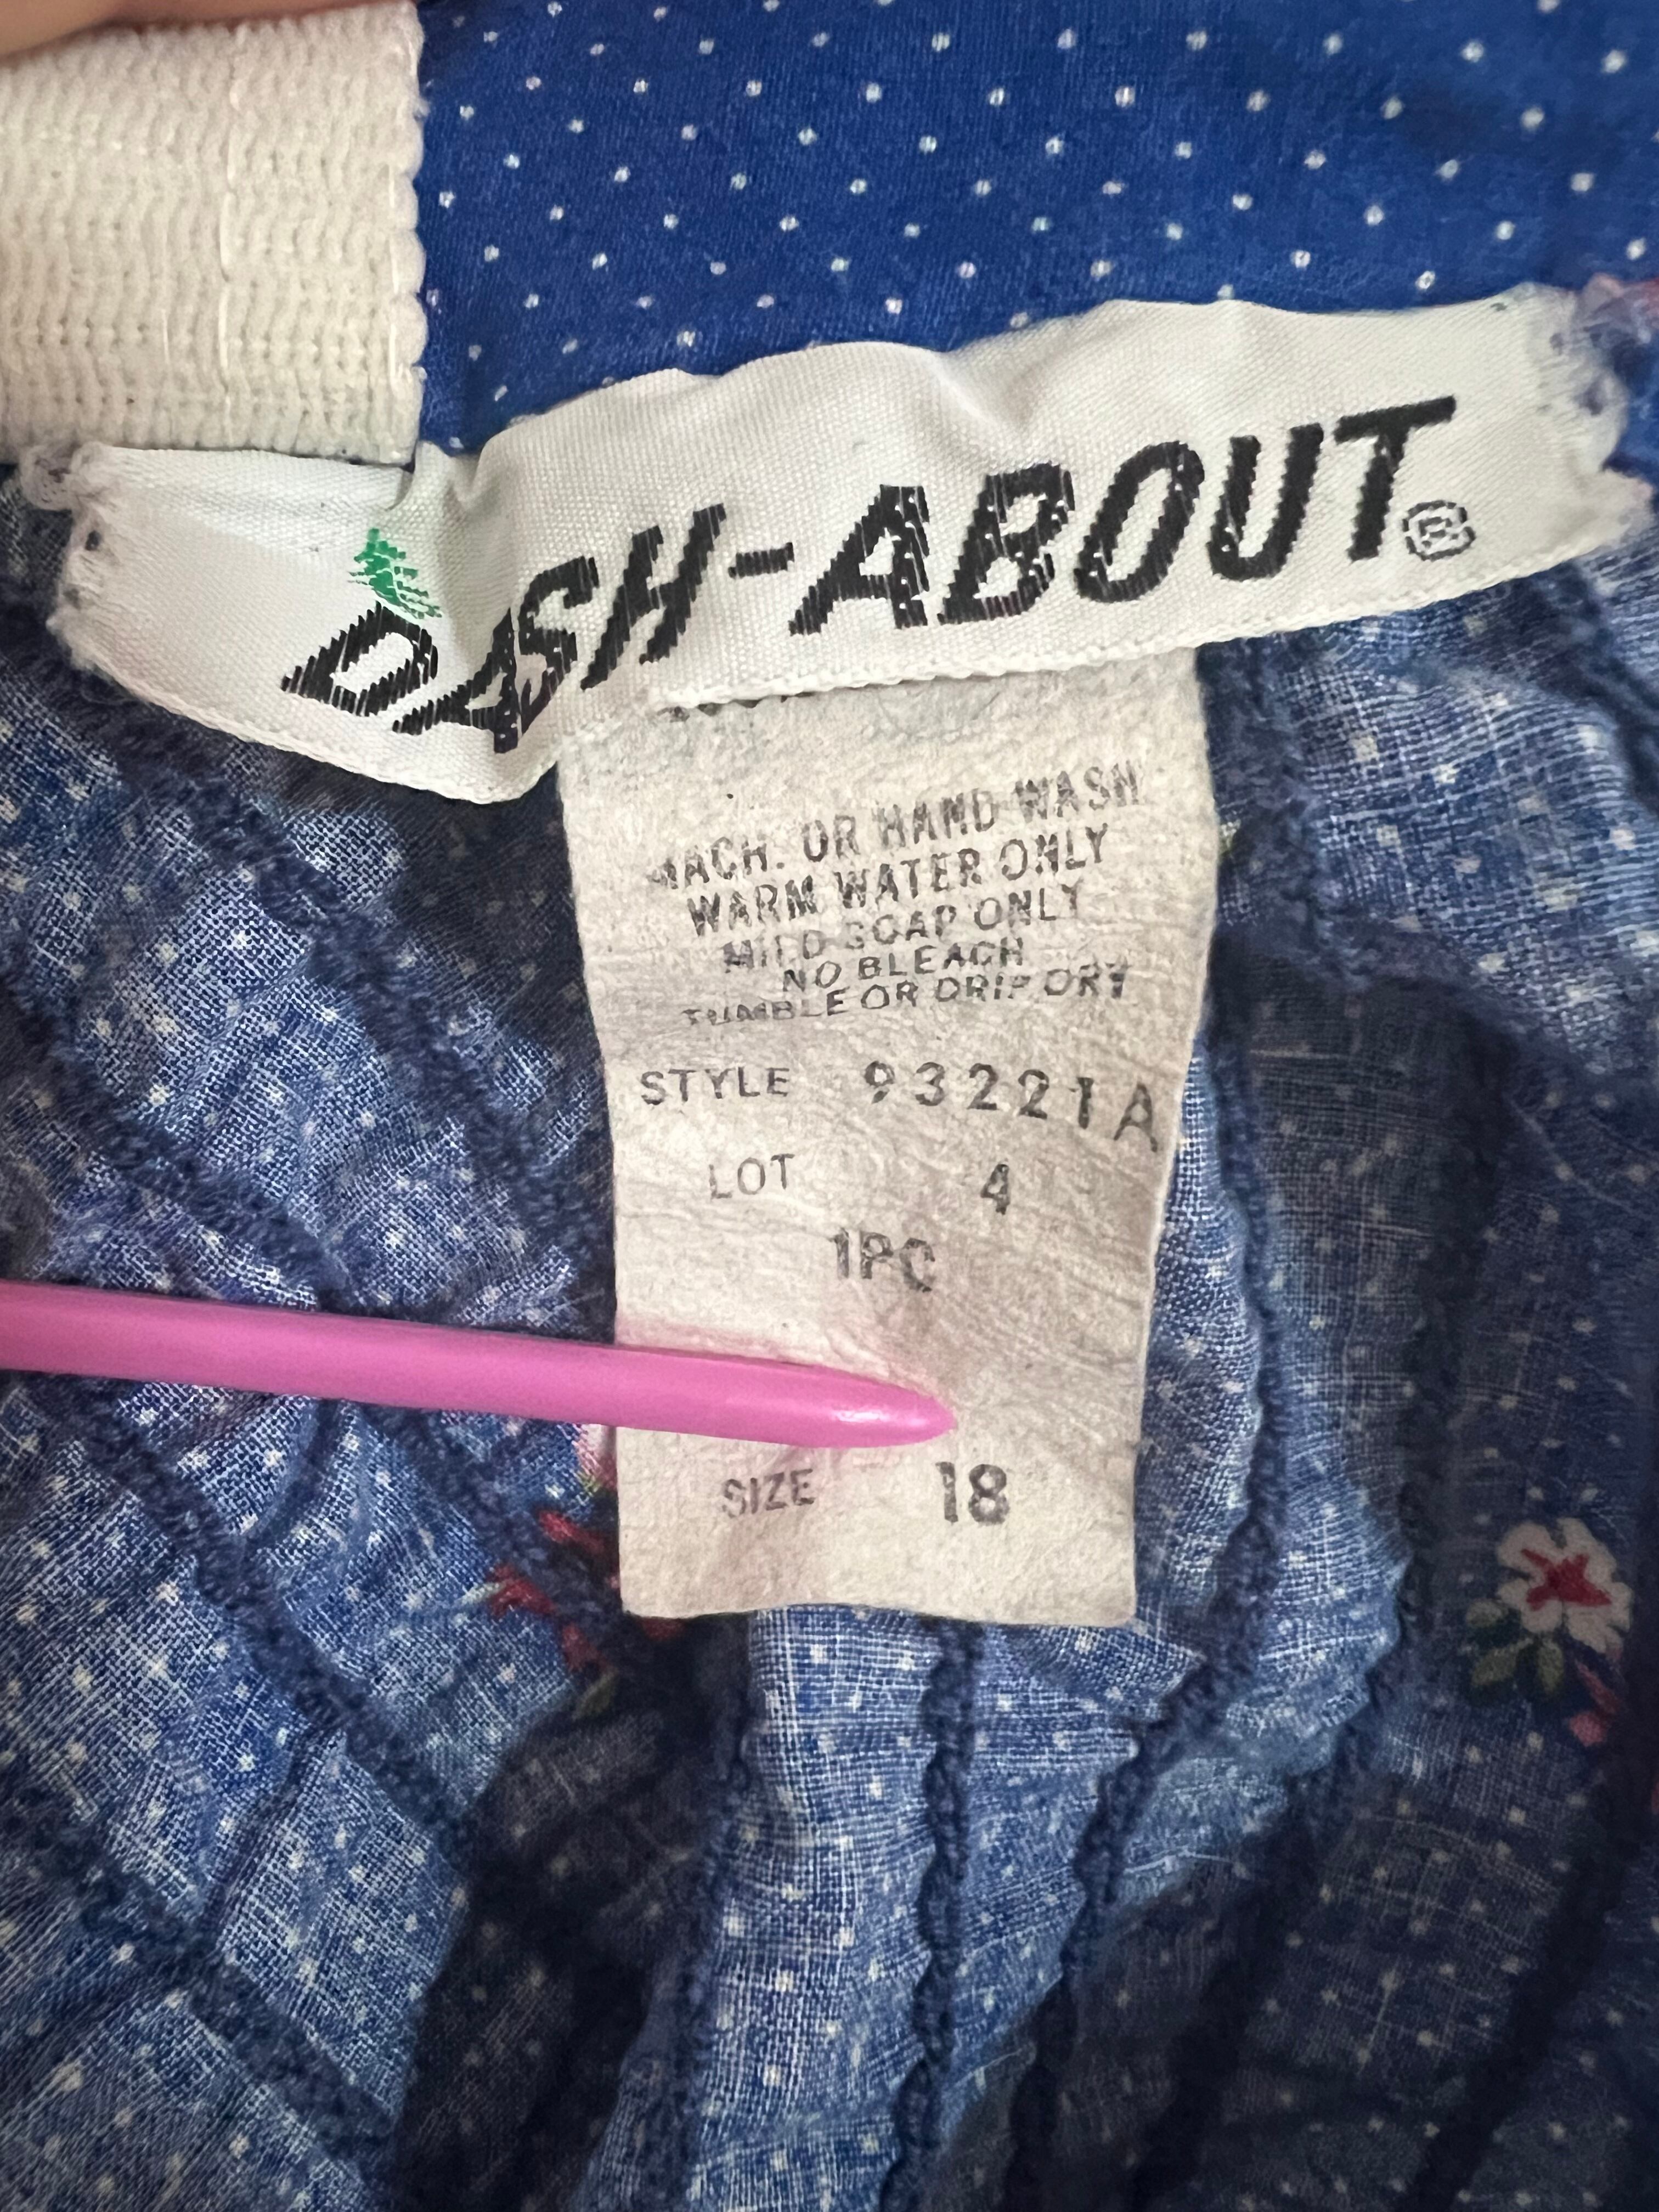 DASH-ABOUT®
MACH. OR HAND WASH
WARM WATER ONLY
MILD SOAP ONLY
NO BLEACH
TUMBLE OR DRIP DRY
STYLE 93221A
LOT 4
1PC
SIZE 18